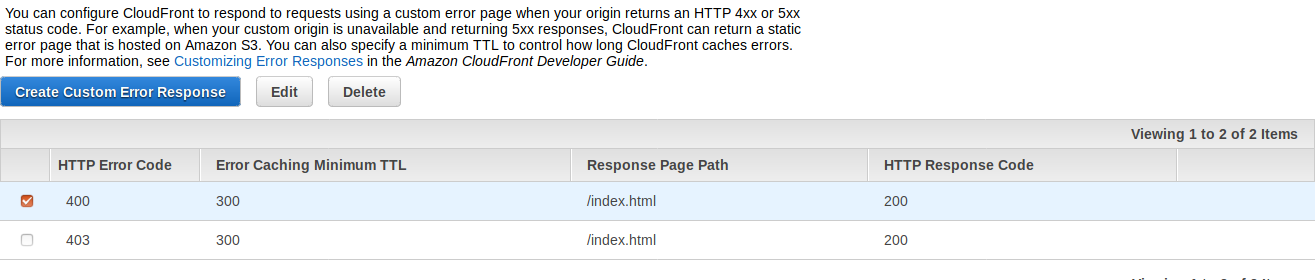 You can configure CloudFront to respond to requests using a custom error page when your origin returns an HTTP 4xx or 5xx
status code. For example, when your custom origin is unavailable and returning 5xx responses, CloudFront can return a static
error page that is hosted on Amazon S3. You can also specify a minimum TTL to control how long CloudFront caches errors.
For more information, see Customizing Error Responses in the Amazon CloudFront Developer Guide.
Create Custom Error Response Edit Delete
Viewing 1 to 2 of 2 Items
HTTP Error Code Error Caching Minimum TTL Response Page Path HTTP Response Code
400 300 /index.html 200
403 300 /index.html 200